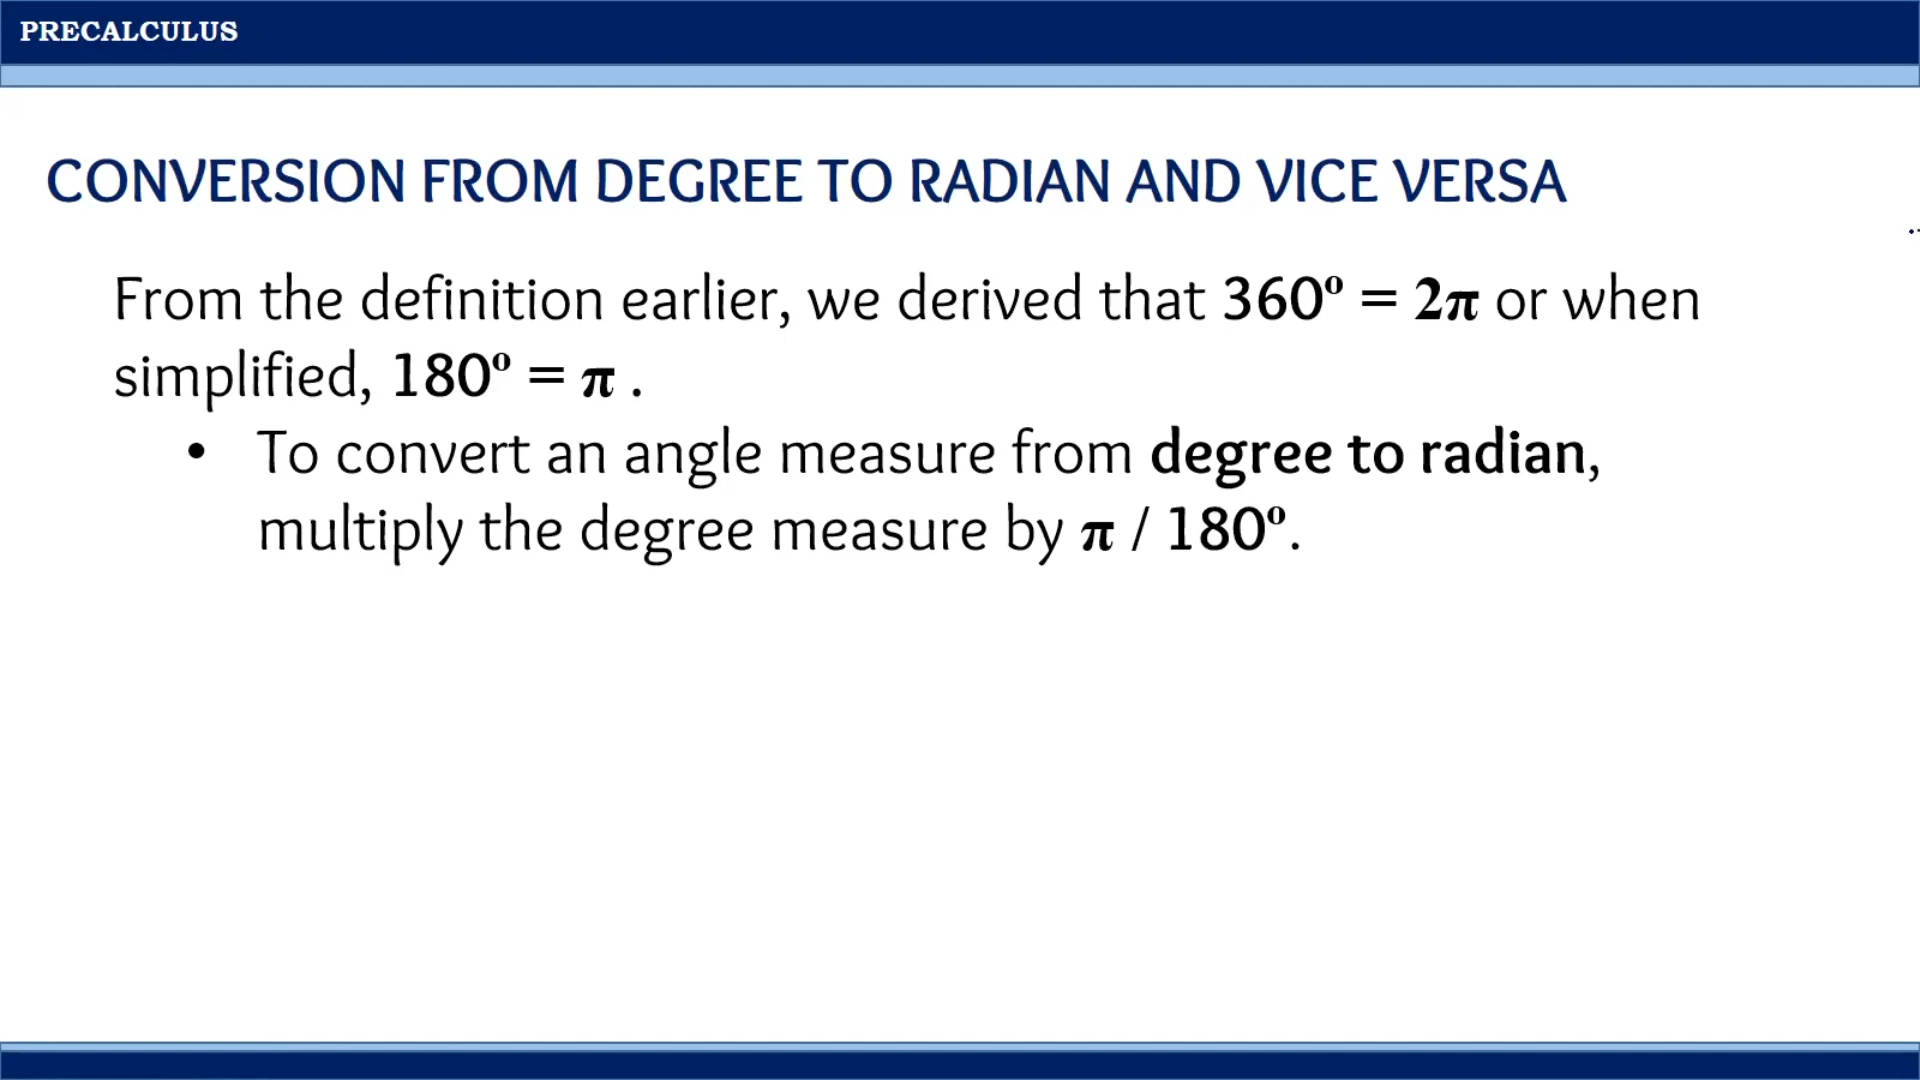 PRECALCULUS
CONVERSION FROM DEGREE TO RADIAN AND VICE VERSA
From the definition earlier, we derived that 360º = 2π or when
simplified, 180º = π .
• To convert an angle measure from degree to radian,
multiply the degree measure by π / 180º.